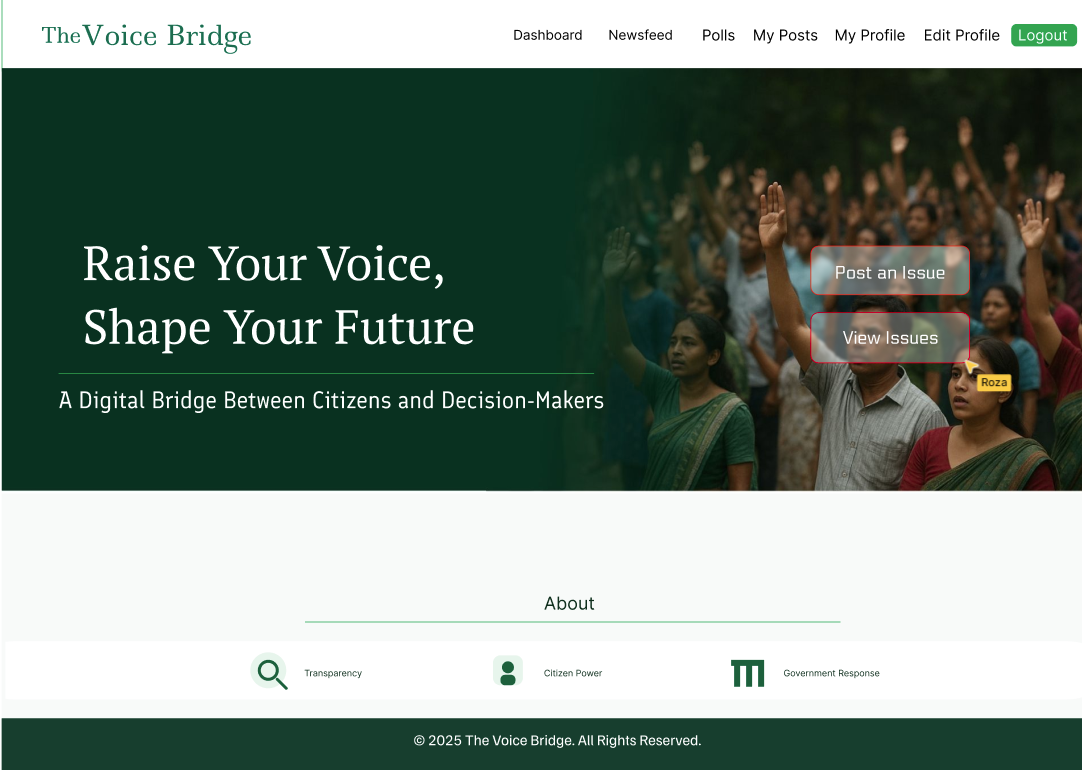 TheVoice Bridge
Dashboard Newsfeed Polls My Posts My Profile Edit Profile Logout
Raise Your Voice,
Shape Your Future
A Digital Bridge Between Citizens and Decision-Makers
Post an Issue
View Issues
Roza
About
Transparency Citizen Power Government Response
© 2025 The Voice Bridge. All Rights Reserved.